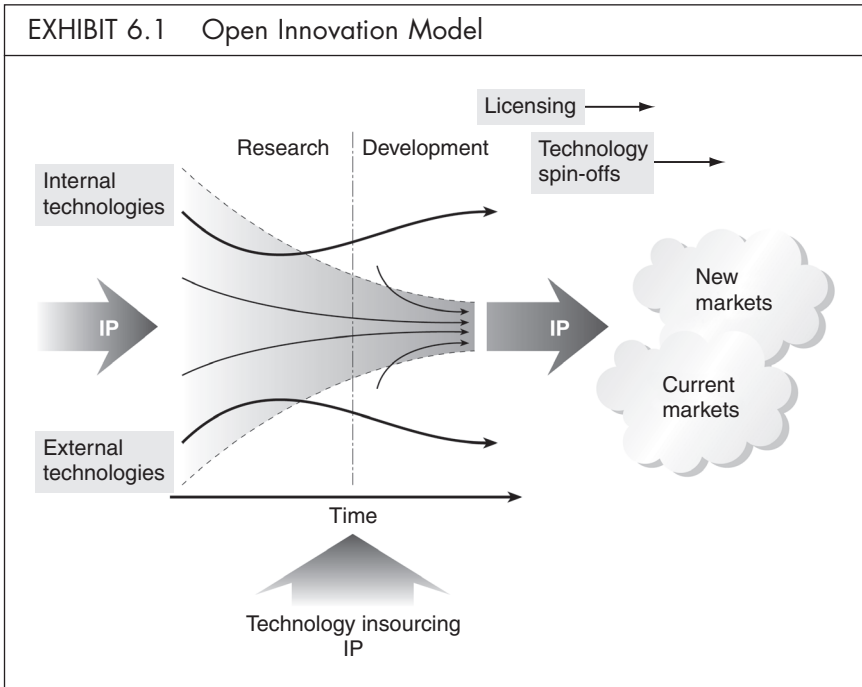 EXHIBIT 6.1 Open Innovation Model
Licensing
Research
Development
Technology
spin-offs
Internal
technologies
New
markets
IP
IP
Current
markets
External
technologies
Time
Technology insourcing
IP